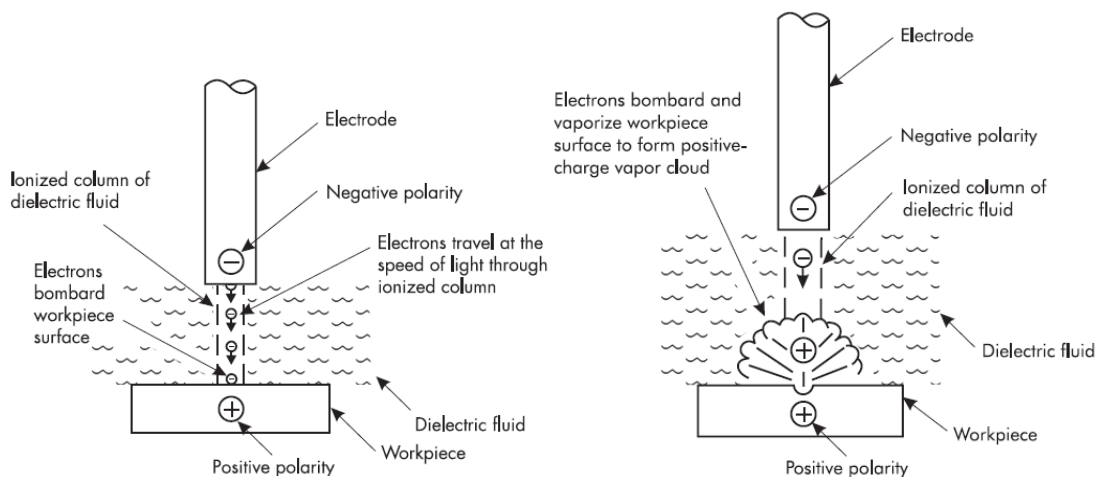 Electrode
Ionized column of
dielectric fluid
Negative polarity
Electrons
bombard
workpiece
surface
Electrons travel at the
speed of light through
ionized column
Dielectric fluid
Workpiece
Positive polarity
Electrode
Electrons bombard and
vaporize workpiece
surface to form positive-
charge vapor cloud
Negative polarity
Ionized column of
dielectric fluid
Dielectric fluid
Workpiece
Positive polarity